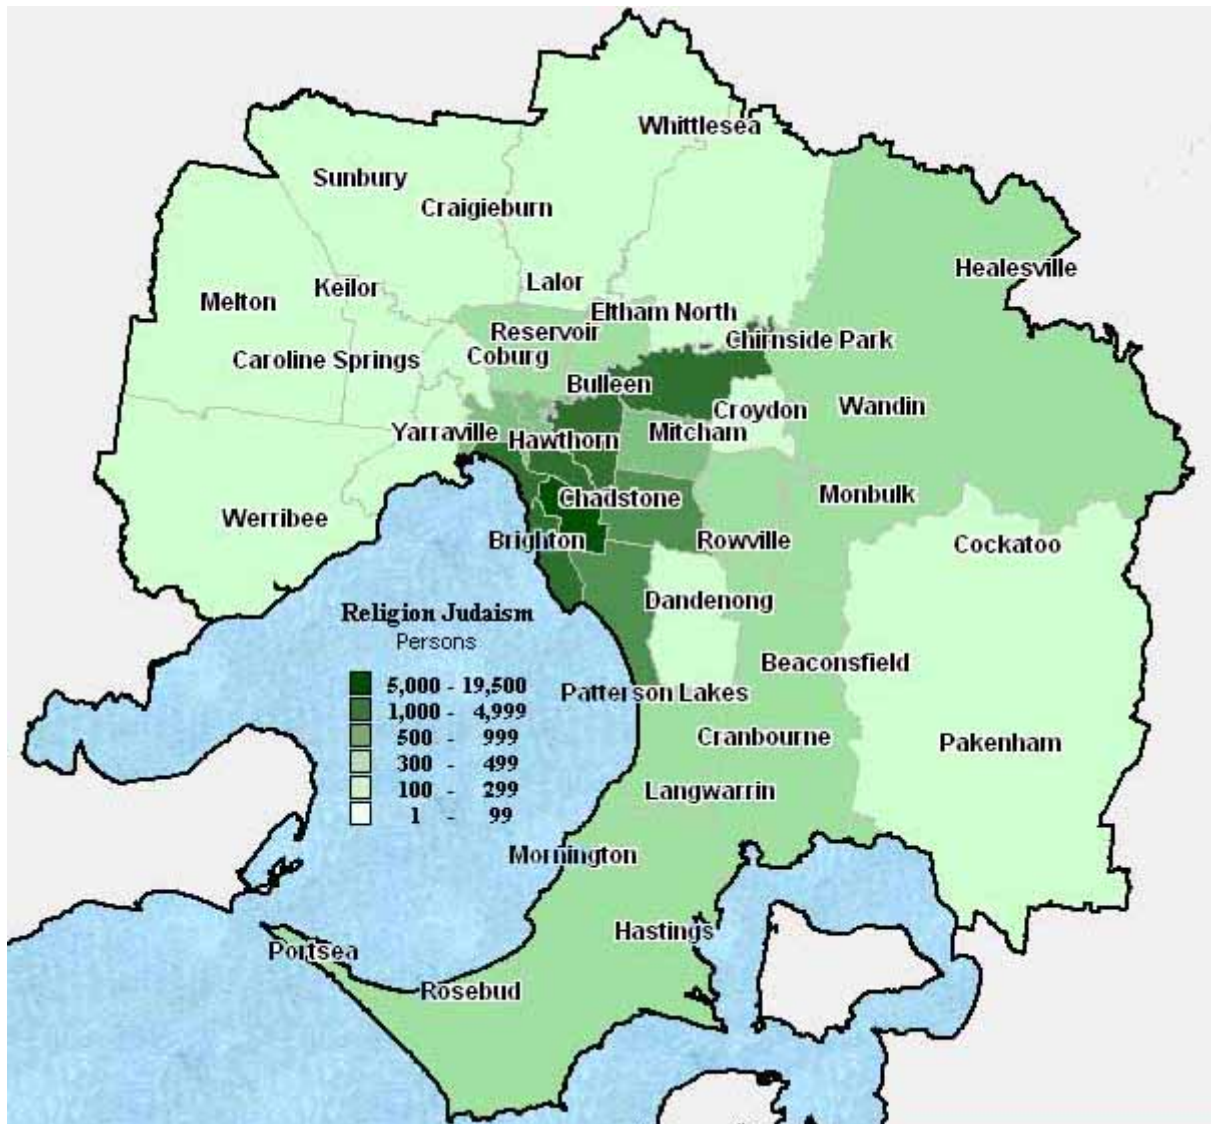 Whittlesea
Sunbury
Craigieburn
Healesville
Lalor
Keilor
Melton
Eltham North
Reservoir
Chirnside Park
Coburg
Caroline Springs
Bulleen
Croydon
Wandin
Yarraville
Hawthorn
Mitcham
Chadstone
Monbulk
Werribee
Brighton
Rowville
Cockatoo
Dandenong
Religion Judaism
Persons
5,000 - 19,500
1,000 - 4,999
500 - 999
300 - 499
100 - 299
1 - 99
Beaconsfield
Patterson Lakes
Cranbourne
Pakenham
Langwarrin
Mornington
Hastings
Portsea
Rosebud